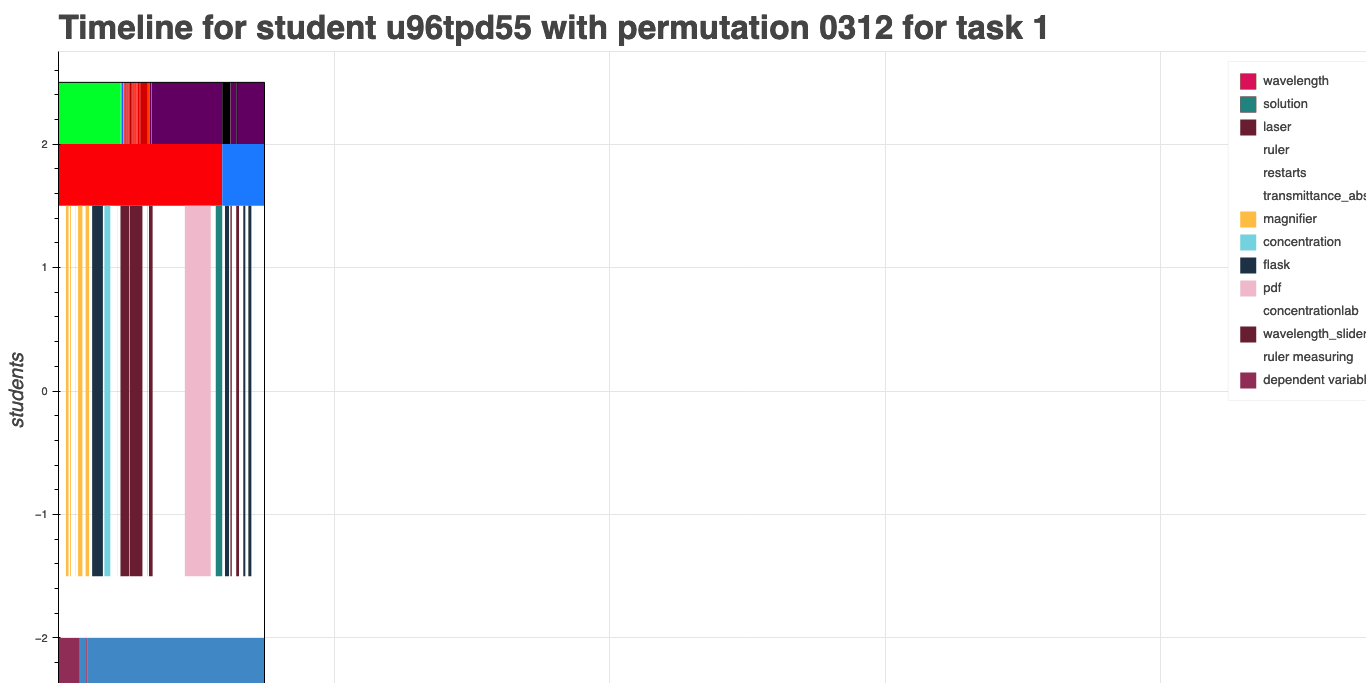 Timeline for student u96tpd55 with permutation 0312 for task 1
wavelength
solution
laser
ruler
restarts
transmittance_abs
magnifier
concentration
flask
pdf
concentrationlab
wavelength_slider
ruler measuring
dependent variabl
2
1
0
−1
−2
students